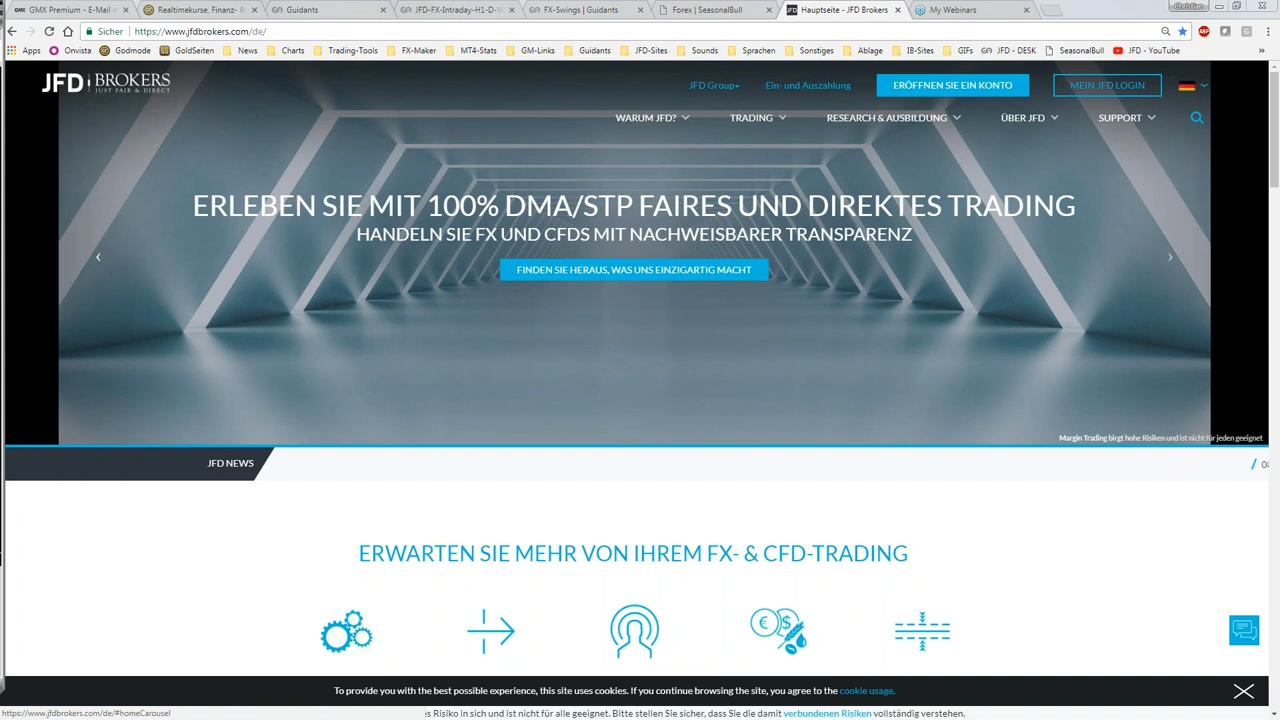 GMX Premium - E-Mail e
Realtimekurse, Finanz- &
Guidants
JFD-FX-Intraday-H1-D-W
FX-Swings | Guidants
Forex | SeasonalBull
Hauptseite - JFD Brokers
My Webinars
Christian
Sicher | https://www.jfdbrokers.com/de/
Apps Onvista Godmode GoldSeiten News Charts Trading-Tools FX-Maker MT4-Stats GM-Links Guidants JFD-Sites Socials Sprachen Sonstiges Ablage IB-Sites GIFs JFD - DESK SeasonalBull JFD - YouTube
JFD BROKERS
JUST FAIR & DIRECT
JFD Group
Ein- und Auszahlung
ERÖFFNEN SIE EIN KONTO
MEIN JFD LOGIN
WARUM JFD?
TRADING
RESEARCH & AUSBILDUNG
ÜBER JFD
SUPPORT
ERLEBEN SIE MIT 100% DMA/STP FAIRES UND DIREKTES TRADING
HANDELN SIE FX UND CFDS MIT NACHWEISBARER TRANSPARENZ
FINDEN SIE HERAUS, WAS UNS EINZIGARTIG MACHT
Margin Trading birgt hohe Risiken und ist nicht für jeden geeignet
JFD NEWS
/ 08
ERWARTEN SIE MEHR VON IHREM FX- & CFD-TRADING
€ $
To provide you with the best possible experience, this site uses cookies. If you continue browsing the site, you agree to the cookie usage.
https://www.jfdbrokers.com/de/#homeCarousel
s Risiko in sich und ist nicht für alle geeignet. Bitte stellen Sie sicher, dass Sie die damit verbundenen Risiken vollständig verstehen.